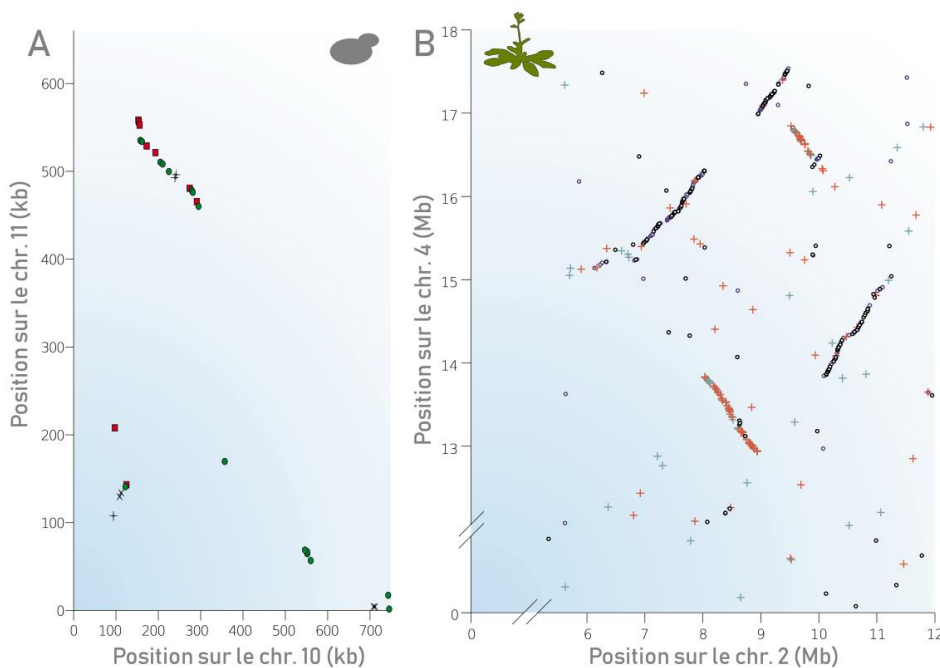 A
600
500
400
300
200
100
0
0 100 200 300 400 500 600 700
Position sur le chr. 11 (kb)
Position sur le chr. 10 (kb)
B
18
17
16
15
14
13
0
0 6 7 8 9 10 11 12
Position sur le chr. 4 (Mb)
Position sur le chr. 2 (Mb)